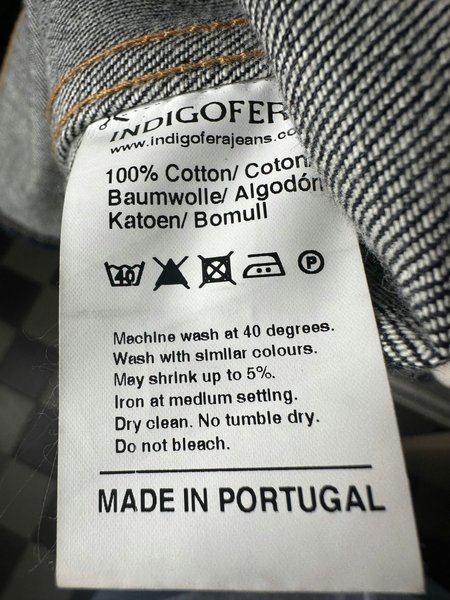 INDIGOFER
www.indigoferajeans.co
100% Cotton/ Coton
Baumwolle/ Algodón
Katoen/ Bomull
40 P
Machine wash at 40 degrees.
Wash with similar colours.
May shrink up to 5%.
Iron at medium setting.
Dry clean. No tumble dry.
Do not bleach.
MADE IN PORTUGAL